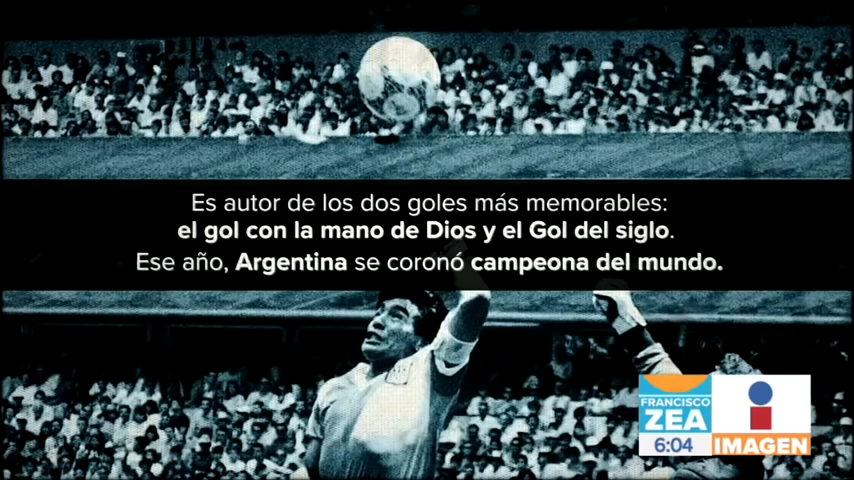 Es autor de los dos goles más memorables:
el gol con la mano de Dios y el Gol del siglo.
Ese año, Argentina se coronó campeona del mundo.
FRANCISCO
ZEA
6:04
IMAGEN